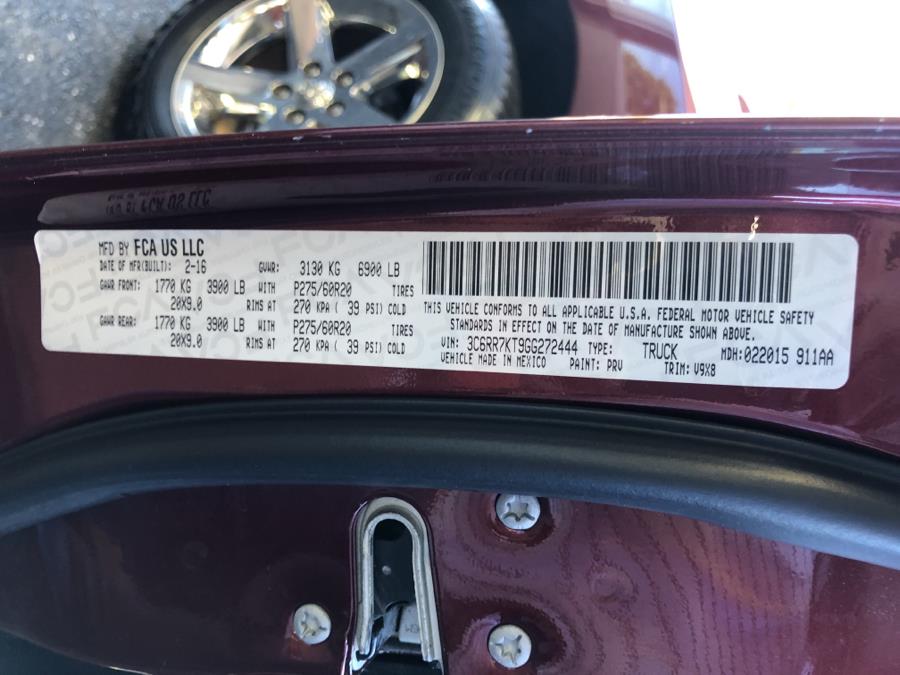 MFD BY FCA US LLC
DATE OF MFR(BUILT): 2-16 GVWR: 3130 KG 6900 LB
GAWR FRONT: 1770 KG 3900 LB WITH P275/60R20 TIRES
20X9.0 RIMS AT 270 KPA ( 39 PSI) COLD
GAWR REAR: 1770 KG 3900 LB WITH P275/60R20 TIRES
20X9.0 RIMS AT 270 KPA ( 39 PSI) COLD
THIS VEHICLE CONFORMS TO ALL APPLICABLE U.S.A. FEDERAL MOTOR VEHICLE SAFETY
STANDARDS IN EFFECT ON THE DATE OF MANUFACTURE SHOWN ABOVE.
VIN: 3C6RR7KT9GG272444 TYPE: TRUCK MDH:022015 911AA
VEHICLE MADE IN MEXICO PAINT: PRV TRIM: V9X8